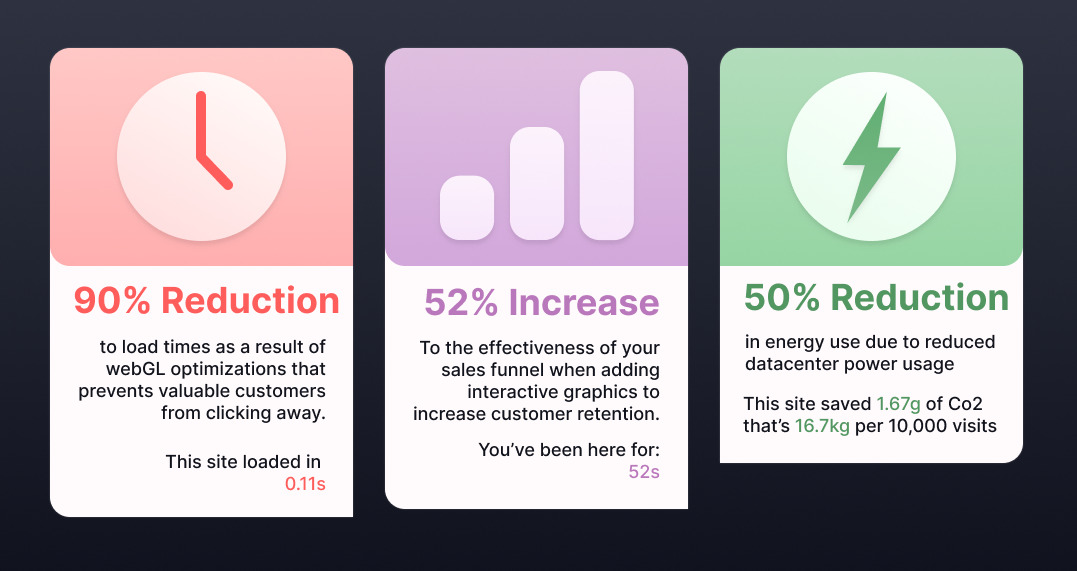 90% Reduction
to load times as a result of
webGL optimizations that
prevents valuable customers
from clicking away.
This site loaded in
0.11s
52% Increase
To the effectiveness of your
sales funnel when adding
interactive graphics to
increase customer retention.
You’ve been here for:
52s
50% Reduction
in energy use due to reduced
datacenter power usage
This site saved 1.67g of Co2
that’s 16.7kg per 10,000 visits